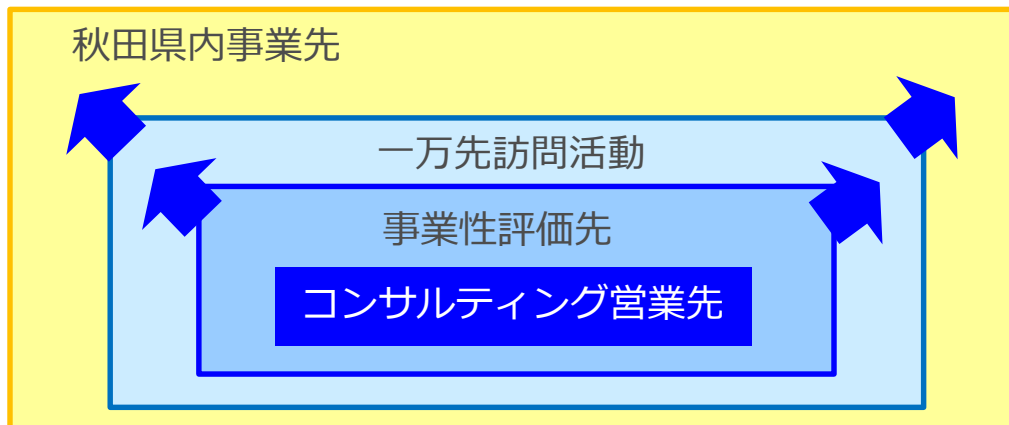 秋田県内事業先
一万先訪問活動
事業性評価先
コンサルティング営業先